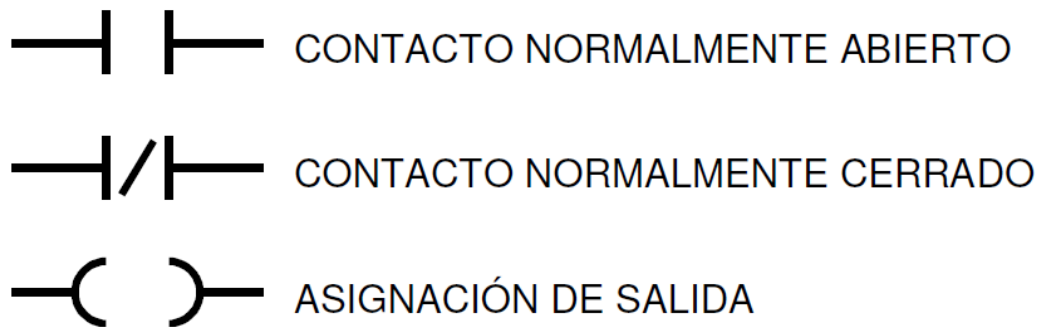 CONTACTO NORMALMENTE ABIERTO
CONTACTO NORMALMENTE CERRADO
ASIGNACIÓN DE SALIDA